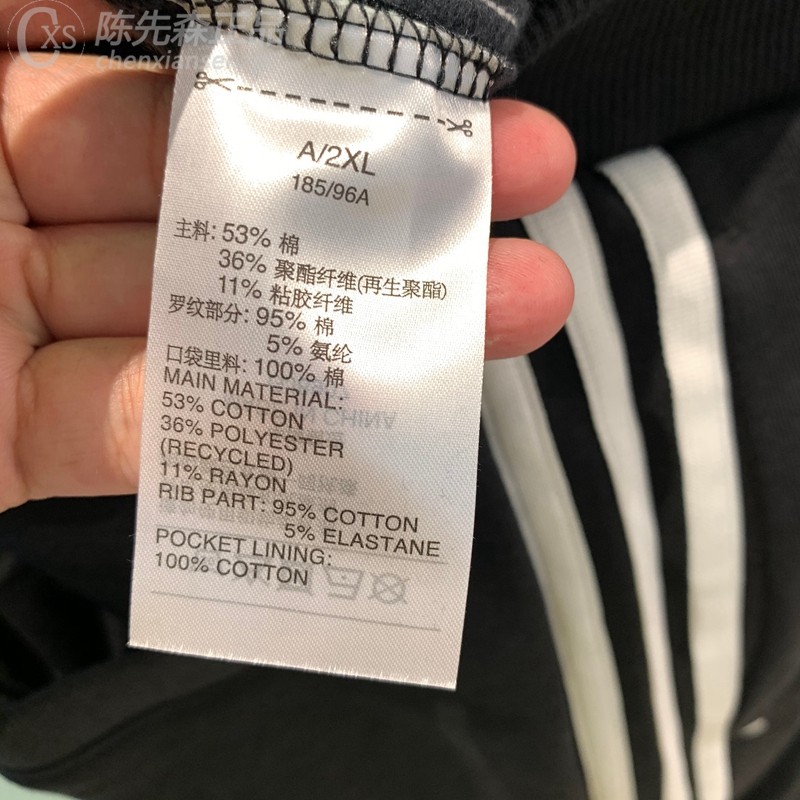 CXS 陈先森正品
chenxiansen
A/2XL
185/96A
主料: 53% 棉
36% 聚酯纤维(再生聚酯)
11% 粘胶纤维
罗纹部分: 95% 棉
5% 氨纶
口袋里料: 100% 棉
MAIN MATERIAL:
53% COTTON
36% POLYESTER
(RECYCLED)
11% RAYON
RIB PART: 95% COTTON
5% ELASTANE
POCKET LINING:
100% COTTON